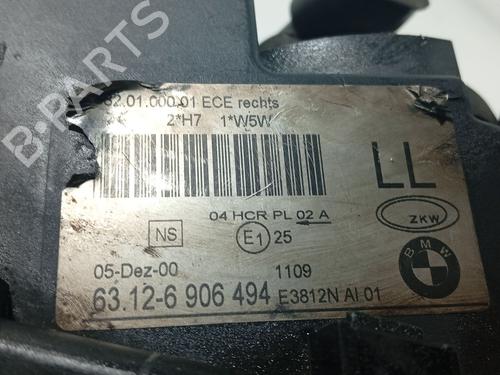 82.01.000.01 ECE rechts
2*H7 1*W5W
LL
04 HCR PL 02 A
ZKW
NS
E1 25
BMW
05-Dez-00 1109
63.12-6 906 494 E3812N AI 01
B-PARTS